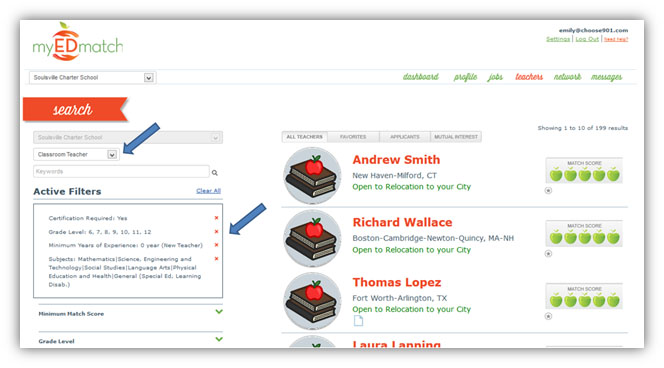 emily@choose901.com
Settings | Log Out | Need Help?
myEDmatch
Soulsville Charter School
dashboard profile jobs teachers network messages
search
Showing 1 to 10 of 199 results
Soulsville Charter School
ALL TEACHERS FAVORITES APPLICANTS MUTUAL INTEREST
Classroom Teacher
Keywords
Active Filters Clear All
Certification Required: Yes
Grade Level: 6, 7, 8, 9, 10, 11, 12
Minimum Years of Experience: 0 year (New Teacher)
Subjects: Mathematics|Science, Engineering and
Technology|Social Studies|Language Arts|Physical
Education and Health|General (Special Ed, Learning
Disab.)
Minimum Match Score
Grade Level
Andrew Smith
New Haven-Milford, CT
Open to Relocation to your City
MATCH SCORE
Richard Wallace
Boston-Cambridge-Newton-Quincy, MA-NH
Open to Relocation to your City
MATCH SCORE
Thomas Lopez
Fort Worth-Arlington, TX
Open to Relocation to your City
MATCH SCORE
Laura Lanning